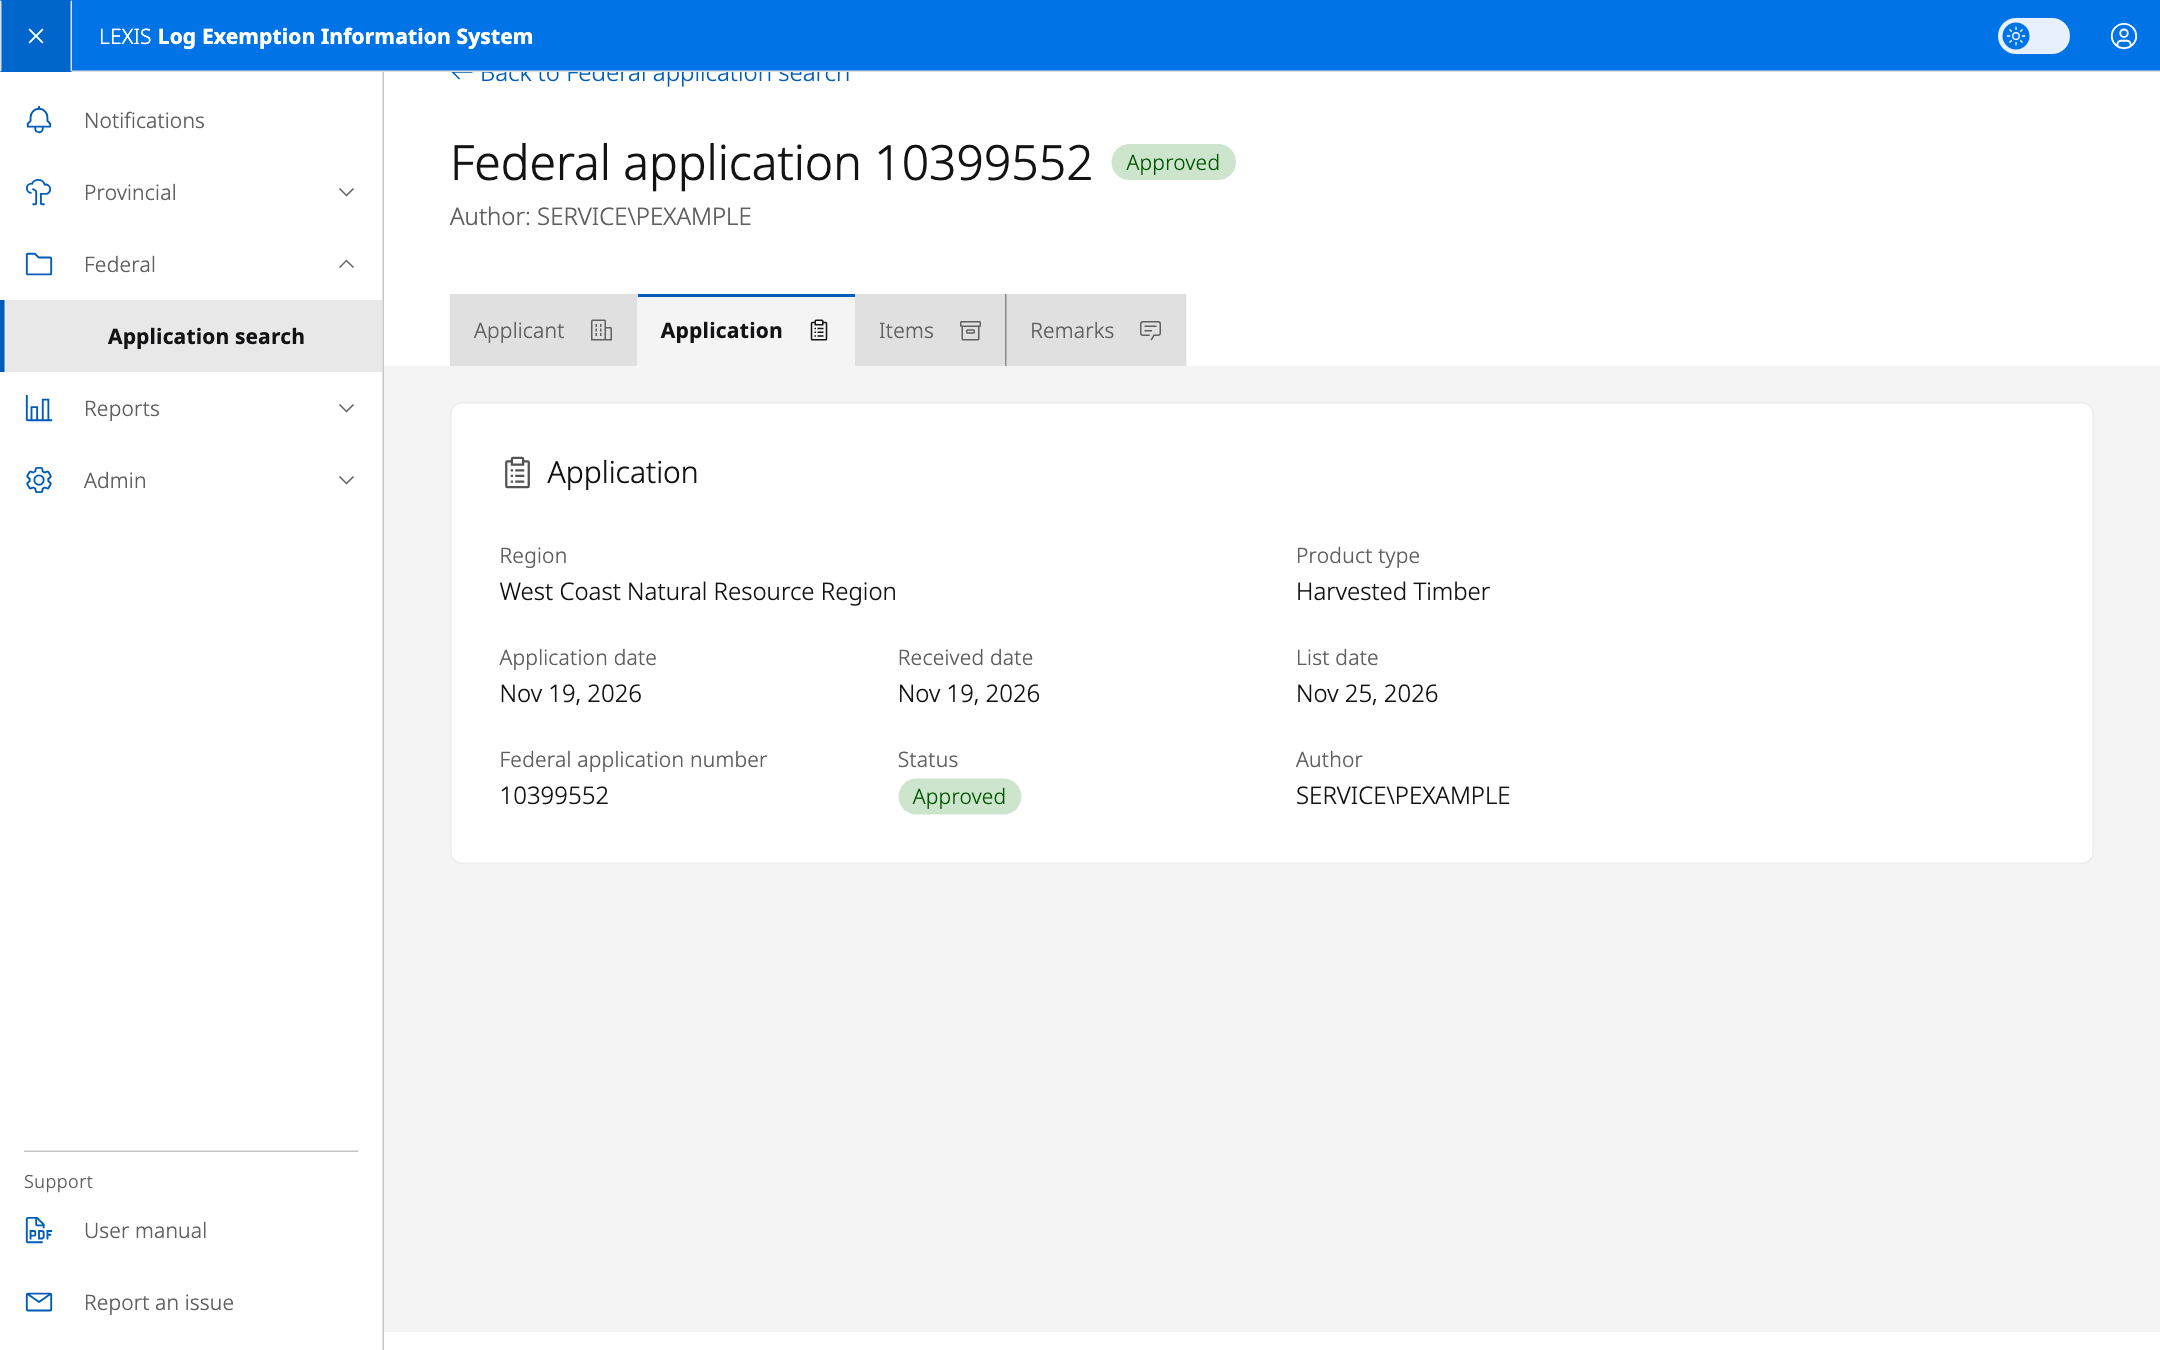 LEXIS Log Exemption Information System
← Back to Federal application search
Notifications
Provincial
Federal
Application search
Reports
Admin
Support
PDF
User manual
Report an issue
Federal application 10399552
Approved
Author: SERVICE\PEXAMPLE
Applicant
Application
Items
Remarks
Application
Region
West Coast Natural Resource Region
Product type
Harvested Timber
Application date
Nov 19, 2026
Received date
Nov 19, 2026
List date
Nov 25, 2026
Federal application number
10399552
Status
Approved
Author
SERVICE\PEXAMPLE